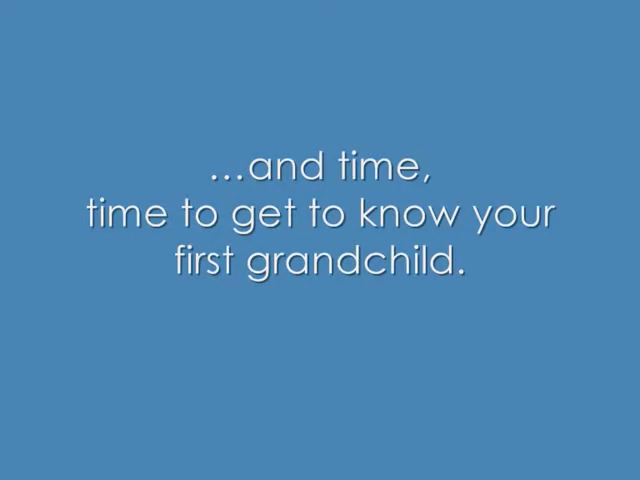 …and time,
time to get to know your
first grandchild.